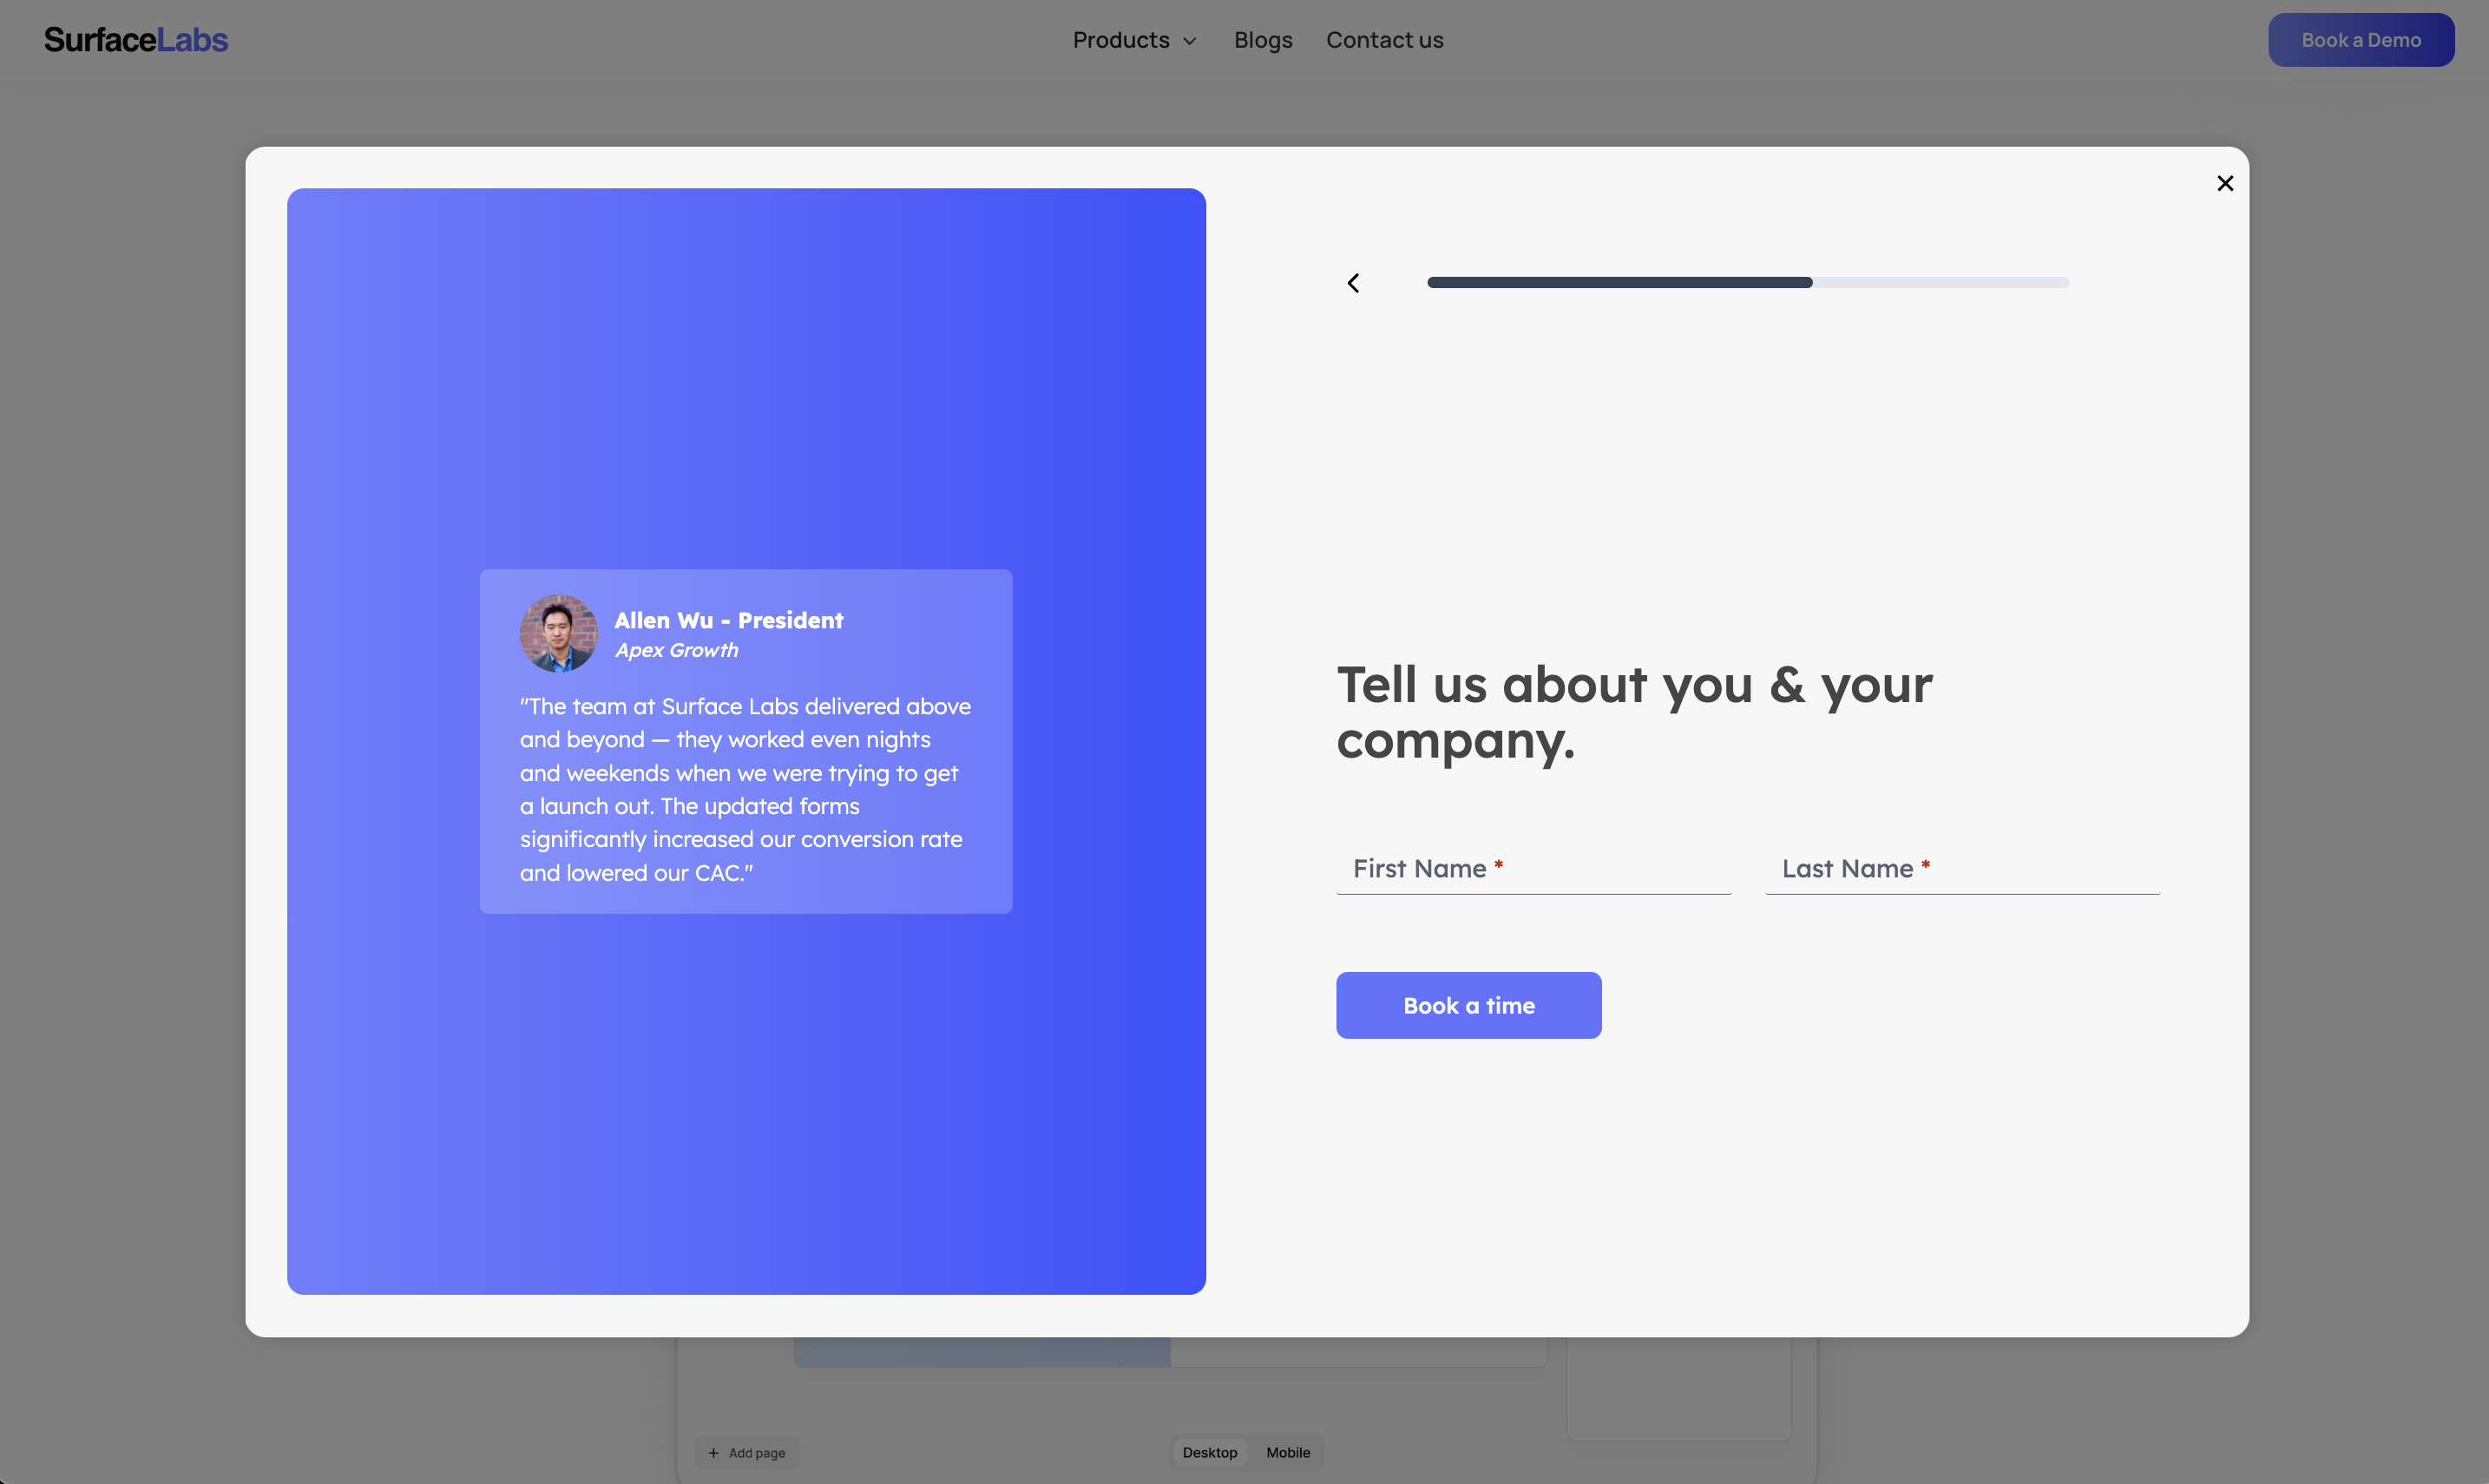 SurfaceLabs
Products
Blogs
Contact us
Book a Demo
Allen Wu - President
Apex Growth
"The team at Surface Labs delivered above
and beyond — they worked even nights
and weekends when we were trying to get
a launch out. The updated forms
significantly increased our conversion rate
and lowered our CAC."
Tell us about you & your
company.
First Name *
Last Name *
Book a time
+ Add page
Desktop
Mobile